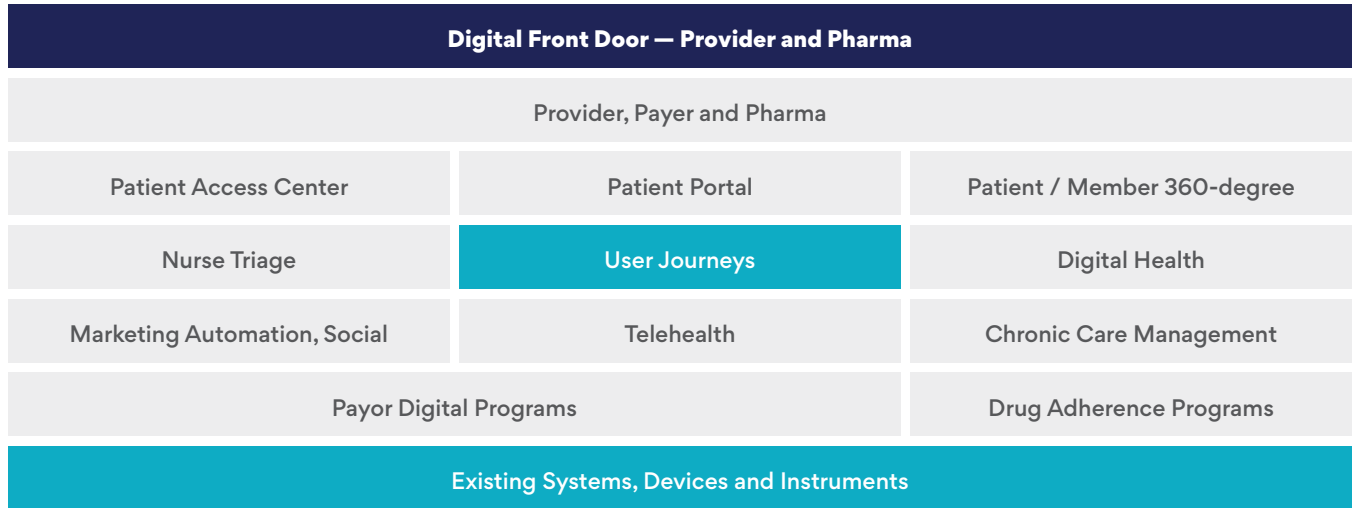 Digital Front Door — Provider and Pharma
Provider, Payer and Pharma
Patient Access Center
Patient Portal
Patient / Member 360-degree
Nurse Triage
User Journeys
Digital Health
Marketing Automation, Social
Telehealth
Chronic Care Management
Payor Digital Programs
Drug Adherence Programs
Existing Systems, Devices and Instruments